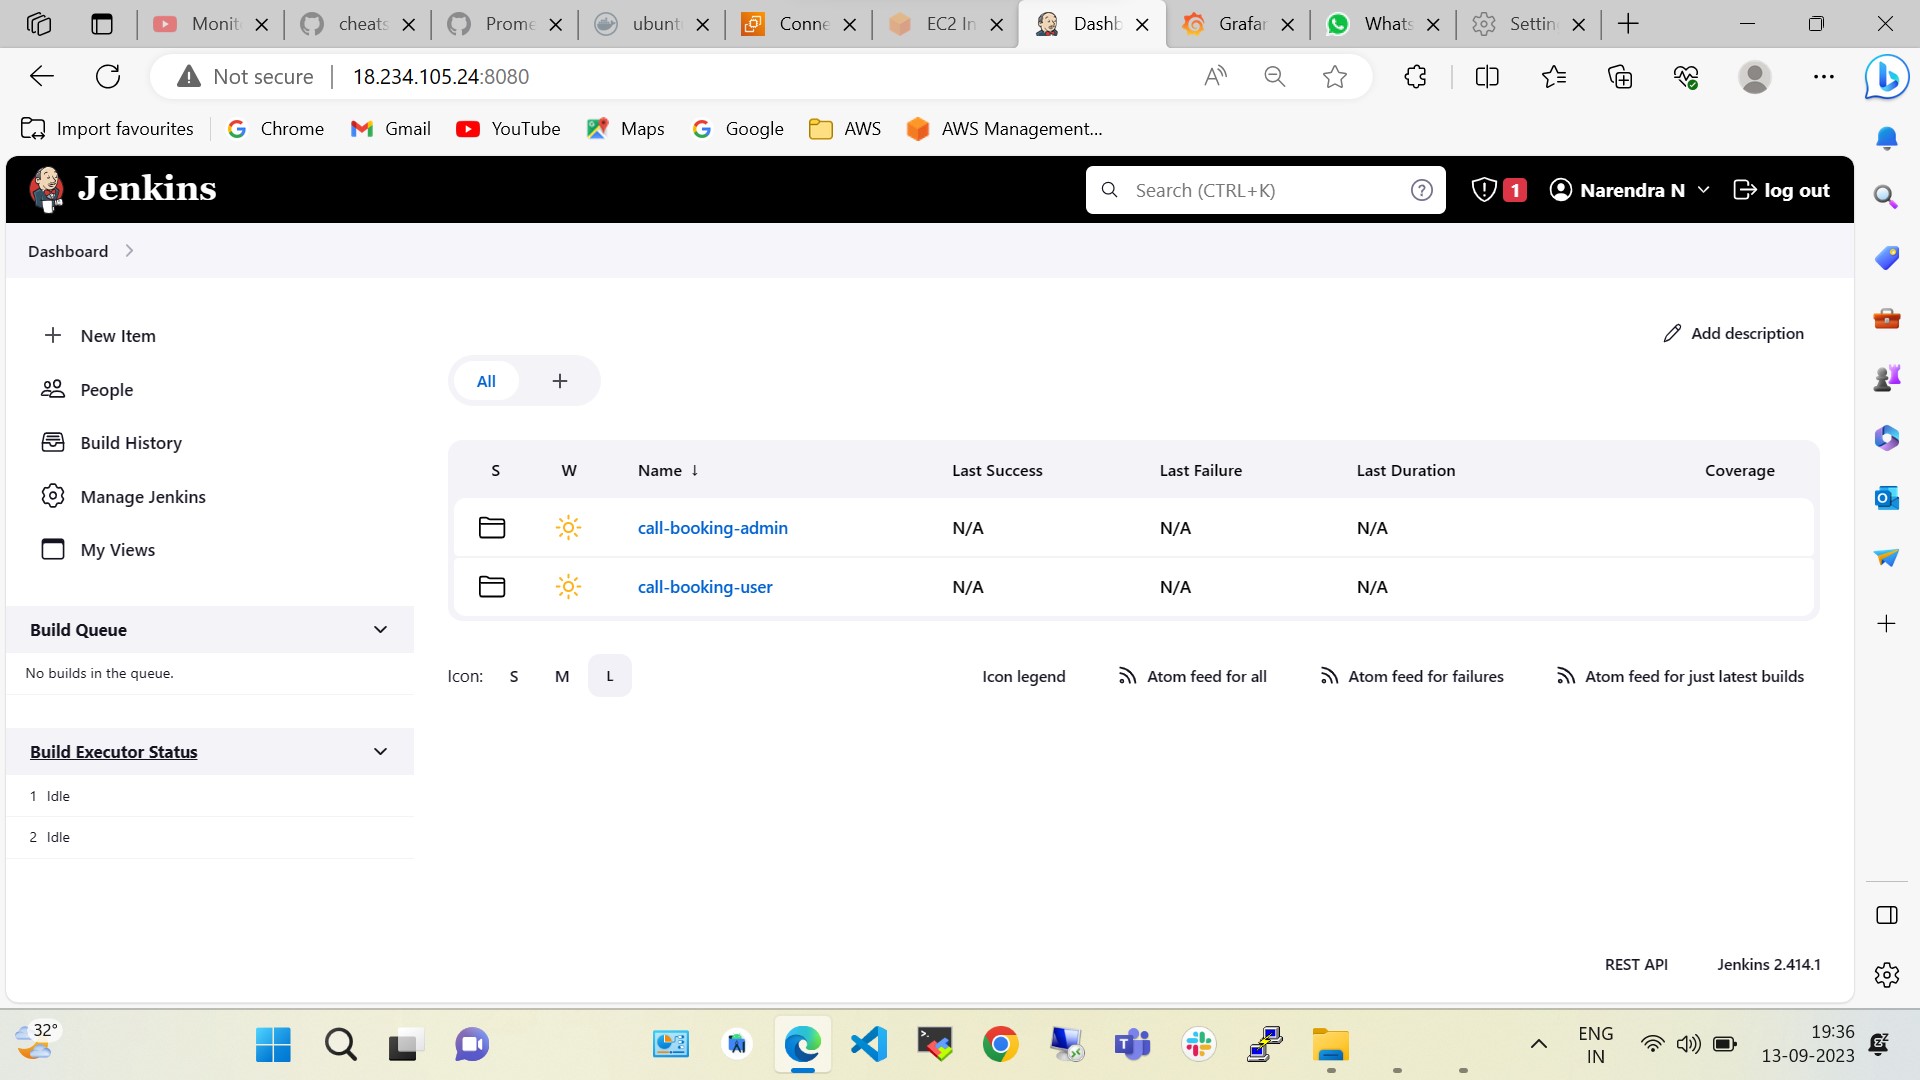 Monit
cheats
Prome
ubunt
Conne
EC2 In
Dashb
Grafan
Whats
Settin
Not secure
18.234.105.24:8080
Import favourites
Chrome
Gmail
YouTube
Maps
Google
AWS
AWS Management...
Jenkins
Search (CTRL+K)
1
Narendra N
log out
Dashboard
New Item
People
Build History
Manage Jenkins
My Views
Build Queue
No builds in the queue.
Build Executor Status
1 Idle
2 Idle
Add description
All
S W Name ↓ Last Success Last Failure Last Duration Coverage
call-booking-admin N/A N/A N/A
call-booking-user N/A N/A N/A
Icon: S M L
Icon legend
Atom feed for all
Atom feed for failures
Atom feed for just latest builds
REST API
Jenkins 2.414.1
32°
ENG
IN
19:36
13-09-2023